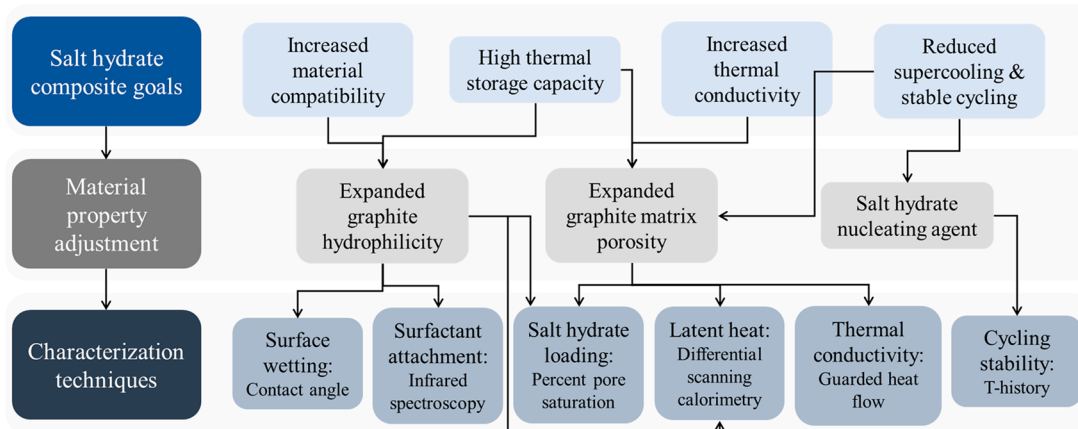 Salt hydrate
composite goals
Increased
material
compatibility
High thermal
storage capacity
Increased
thermal
conductivity
Reduced
supercooling &
stable cycling
Material
property
adjustment
Expanded
graphite
hydrophilicity
Expanded
graphite matrix
porosity
Salt hydrate
nucleating agent
Characterization
techniques
Surface
wetting:
Contact angle
Surfactant
attachment:
Infrared
spectroscopy
Salt hydrate
loading:
Percent pore
saturation
Latent heat:
Differential
scanning
calorimetry
Thermal
conductivity:
Guarded heat
flow
Cycling
stability:
T-history